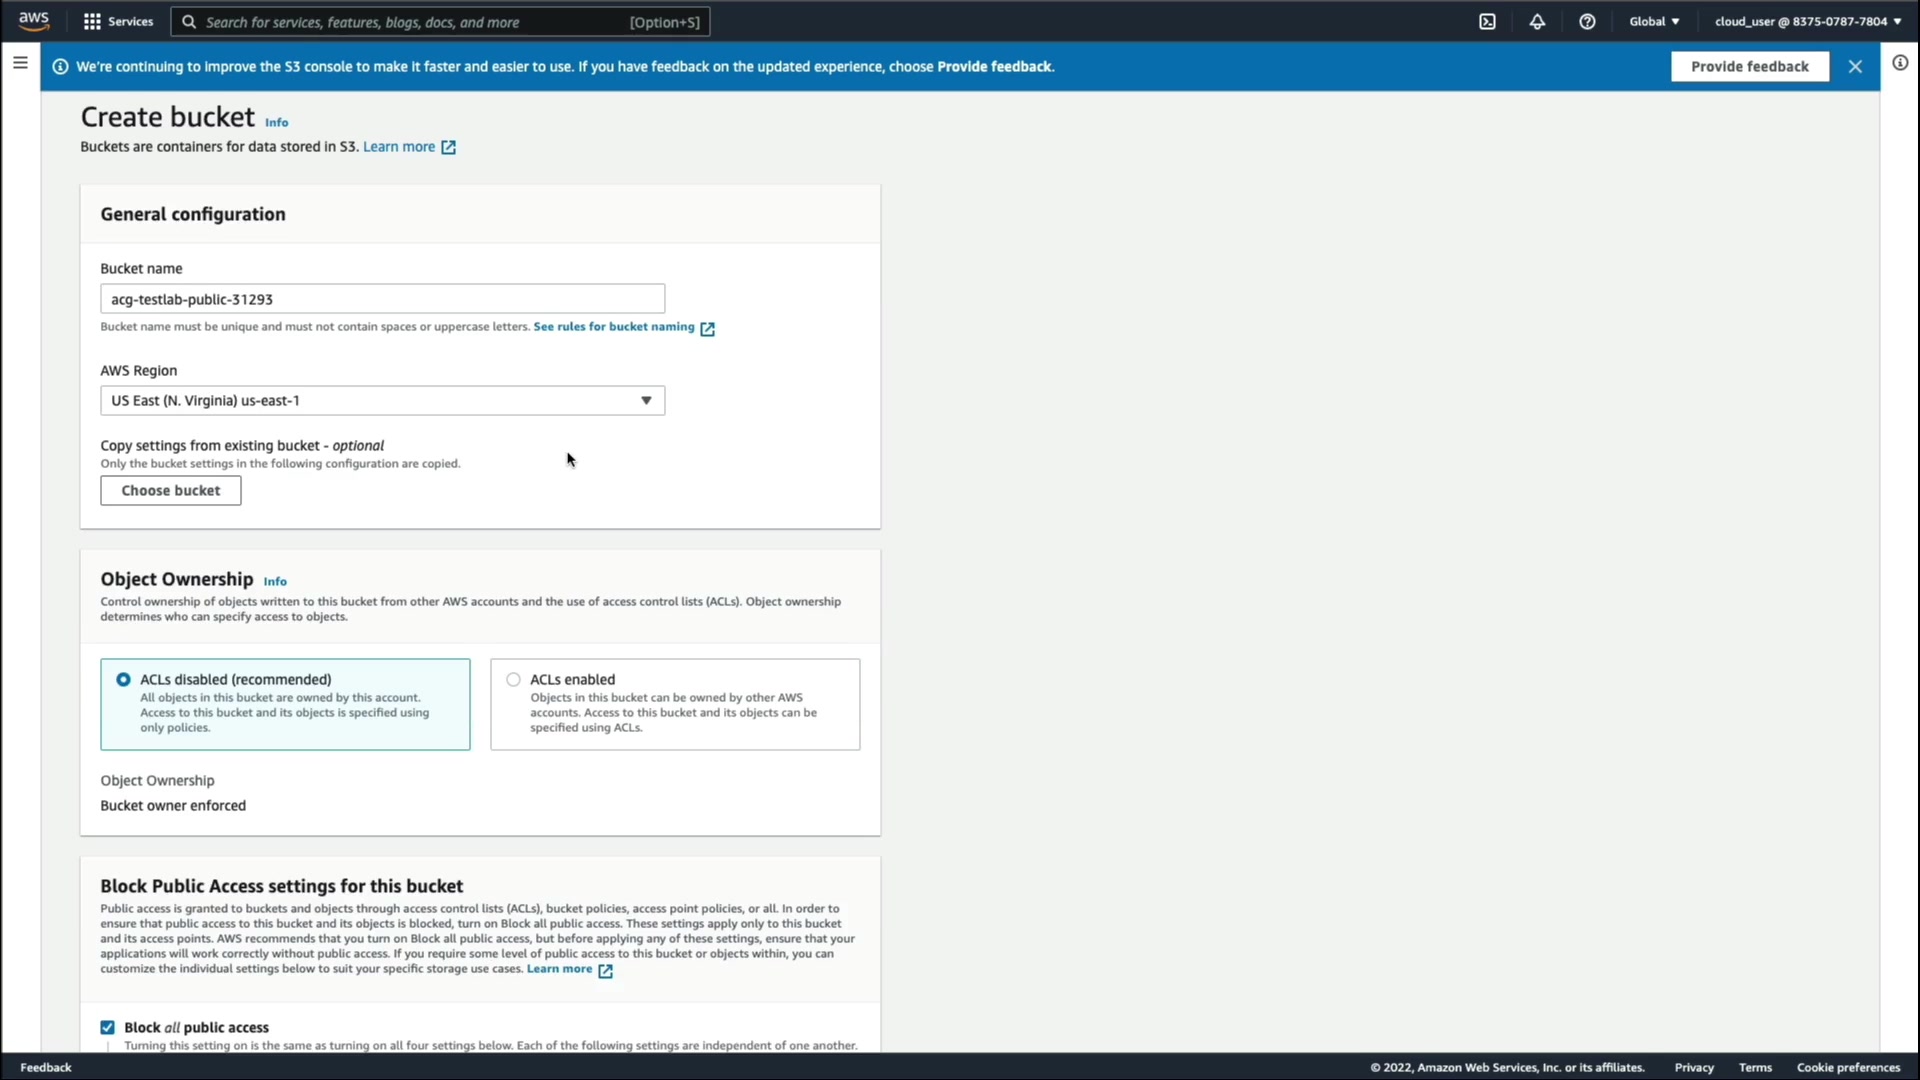 aws Services Search for services, features, blogs, docs, and more [Option+S] Global ▼ cloud_user @ 8375-0787-7804 ▼
We're continuing to improve the S3 console to make it faster and easier to use. If you have feedback on the updated experience, choose Provide feedback. Provide feedback
Create bucket Info
Buckets are containers for data stored in S3. Learn more
General configuration
Bucket name
acg-testlab-public-31293
Bucket name must be unique and must not contain spaces or uppercase letters. See rules for bucket naming
AWS Region
US East (N. Virginia) us-east-1
Copy settings from existing bucket - optional
Only the bucket settings in the following configuration are copied.
Choose bucket
Object Ownership Info
Control ownership of objects written to this bucket from other AWS accounts and the use of access control lists (ACLs). Object ownership
determines who can specify access to objects.
ACLs disabled (recommended)
All objects in this bucket are owned by this account.
Access to this bucket and its objects is specified using
only policies.
ACLs enabled
Objects in this bucket can be owned by other AWS
accounts. Access to this bucket and its objects can be
specified using ACLs.
Object Ownership
Bucket owner enforced
Block Public Access settings for this bucket
Public access is granted to buckets and objects through access control lists (ACLs), bucket policies, access point policies, or all. In order to
ensure that public access to this bucket and its objects is blocked, turn on Block all public access. These settings apply only to this bucket
and its access points. AWS recommends that you turn on Block all public access, but before applying any of these settings, ensure that your
applications will work correctly without public access. If you require some level of public access to this bucket or objects within, you can
customize the individual settings below to suit your specific storage use cases. Learn more
Block all public access
Turning this setting on is the same as turning on all four settings below. Each of the following settings are independent of one another.
Feedback © 2022, Amazon Web Services, Inc. or its affiliates. Privacy Terms Cookie preferences